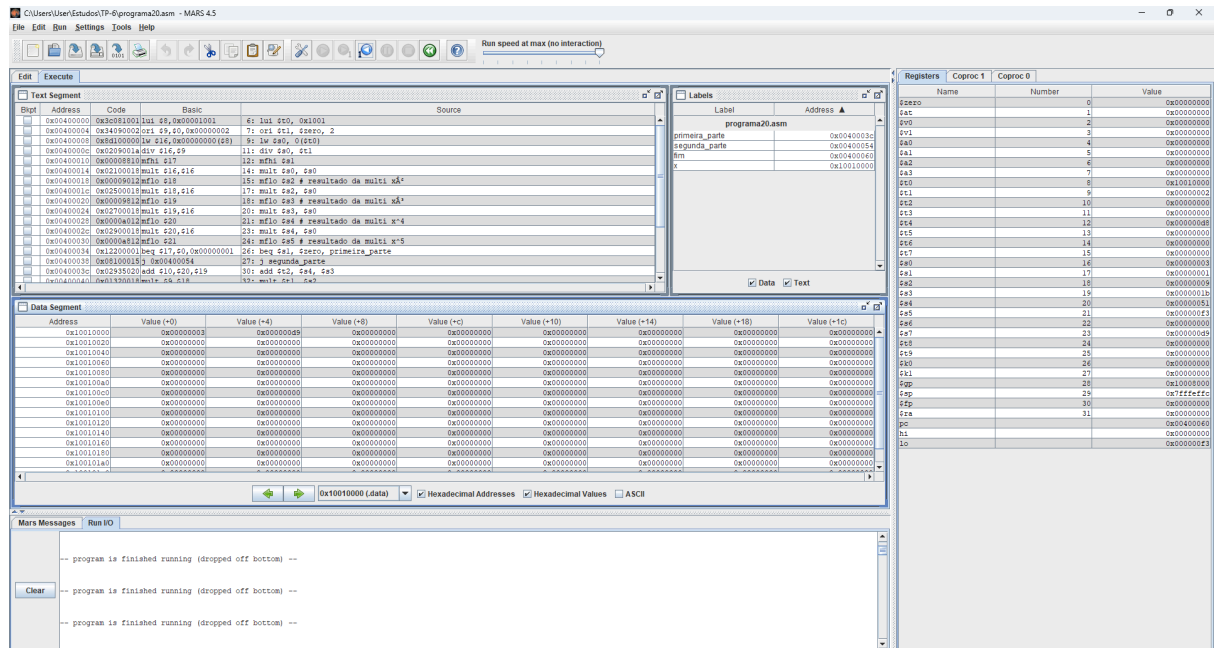 C:\Users\User\Estudos\TP-6\programa20.asm - MARS 4.5
File Edit Run Settings Tools Help
Run speed at max (no interaction)
Edit Execute
Text Segment
Bkpt Address Code Basic Source
0x00400000 0x3c081001 lui $8,0x00001001 6: lui $t0, 0x1001
0x00400004 0x34090002 ori $9,$0,0x00000002 7: ori $t1, $zero, 2
0x00400008 0x8d100000 lw $16,0x00000000($8) 9: lw $s0, 0($t0)
0x0040000c 0x0209001a div $16,$9 11: div $s0, $t1
0x00400010 0x00008810 mfhi $17 12: mfhi $s1
0x00400014 0x02100018 mult $16,$16 14: mult $s0, $s0
0x00400018 0x00009012 mflo $18 15: mflo $s2 # resultado da multi xÂ²
0x0040001c 0x02500018 mult $18,$16 17: mult $s2, $s0
0x00400020 0x00009812 mflo $19 18: mflo $s3 # resultado da multi xÂ³
0x00400024 0x02700018 mult $19,$16 20: mult $s3, $s0
0x00400028 0x0000a012 mflo $20 21: mflo $s4 # resultado da multi x^4
0x0040002c 0x02900018 mult $20,$16 23: mult $s4, $s0
0x00400030 0x0000a812 mflo $21 24: mflo $s5 # resultado da multi x^5
0x00400034 0x12200001 beq $17,$0,0x00000001 26: beq $s1, $zero, primeira_parte
0x00400038 0x08100015 j 0x00400054 27: j segunda_parte
0x0040003c 0x02935020 add $10,$20,$19 30: add $t2, $s4, $s3
0x00400040 0x01320018 mult $9,$18 32: mult $t1, $s2
Labels
Label Address ▲
programa20.asm
primeira_parte 0x0040003c
segunda_parte 0x00400054
fim 0x00400060
x 0x10010000
Data Text
Data Segment
Address Value (+0) Value (+4) Value (+8) Value (+c) Value (+10) Value (+14) Value (+18) Value (+1c)
0x10010000 0x00000003 0x000000d9 0x00000000 0x00000000 0x00000000 0x00000000 0x00000000 0x00000000
0x10010020 0x00000000 0x00000000 0x00000000 0x00000000 0x00000000 0x00000000 0x00000000 0x00000000
0x10010040 0x00000000 0x00000000 0x00000000 0x00000000 0x00000000 0x00000000 0x00000000 0x00000000
0x10010060 0x00000000 0x00000000 0x00000000 0x00000000 0x00000000 0x00000000 0x00000000 0x00000000
0x10010080 0x00000000 0x00000000 0x00000000 0x00000000 0x00000000 0x00000000 0x00000000 0x00000000
0x100100a0 0x00000000 0x00000000 0x00000000 0x00000000 0x00000000 0x00000000 0x00000000 0x00000000
0x100100c0 0x00000000 0x00000000 0x00000000 0x00000000 0x00000000 0x00000000 0x00000000 0x00000000
0x100100e0 0x00000000 0x00000000 0x00000000 0x00000000 0x00000000 0x00000000 0x00000000 0x00000000
0x10010100 0x00000000 0x00000000 0x00000000 0x00000000 0x00000000 0x00000000 0x00000000 0x00000000
0x10010120 0x00000000 0x00000000 0x00000000 0x00000000 0x00000000 0x00000000 0x00000000 0x00000000
0x10010140 0x00000000 0x00000000 0x00000000 0x00000000 0x00000000 0x00000000 0x00000000 0x00000000
0x10010160 0x00000000 0x00000000 0x00000000 0x00000000 0x00000000 0x00000000 0x00000000 0x00000000
0x10010180 0x00000000 0x00000000 0x00000000 0x00000000 0x00000000 0x00000000 0x00000000 0x00000000
0x100101a0 0x00000000 0x00000000 0x00000000 0x00000000 0x00000000 0x00000000 0x00000000 0x00000000
0x10010000 (.data) Hexadecimal Addresses Hexadecimal Values ASCII
Mars Messages Run I/O
-- program is finished running (dropped off bottom) --
-- program is finished running (dropped off bottom) --
-- program is finished running (dropped off bottom) --
Clear
Registers Coproc 1 Coproc 0
Name Number Value
$zero 0 0x00000000
$at 1 0x00000000
$v0 2 0x00000000
$v1 3 0x00000000
$a0 4 0x00000000
$a1 5 0x00000000
$a2 6 0x00000000
$a3 7 0x00000000
$t0 8 0x10010000
$t1 9 0x00000002
$t2 10 0x00000000
$t3 11 0x00000000
$t4 12 0x000000d8
$t5 13 0x00000000
$t6 14 0x00000000
$t7 15 0x00000000
$s0 16 0x00000003
$s1 17 0x00000001
$s2 18 0x00000009
$s3 19 0x0000001b
$s4 20 0x00000051
$s5 21 0x000000f3
$s6 22 0x00000000
$s7 23 0x000000d9
$t8 24 0x00000000
$t9 25 0x00000000
$k0 26 0x00000000
$k1 27 0x00000000
$gp 28 0x10008000
$sp 29 0x7fffeffc
$fp 30 0x00000000
$ra 31 0x00000000
pc 0x00400060
hi 0x00000000
lo 0x000000f3